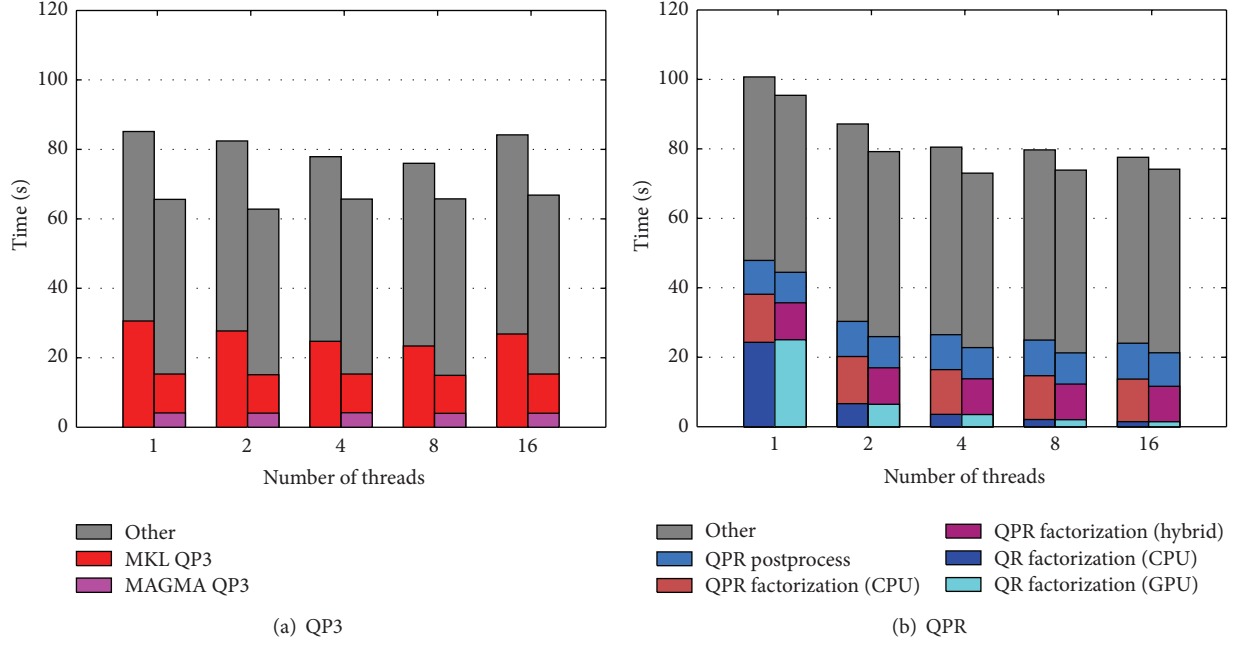 120
100
80
60
40
20
0
Time (s)
1 2 4 8 16
Number of threads
Other
MKL QP3
MAGMA QP3
(a) QP3
120
100
80
60
40
20
0
Time (s)
1 2 4 8 16
Number of threads
Other
QPR postprocess
QPR factorization (CPU)
QPR factorization (hybrid)
QR factorization (CPU)
QR factorization (GPU)
(b) QPR